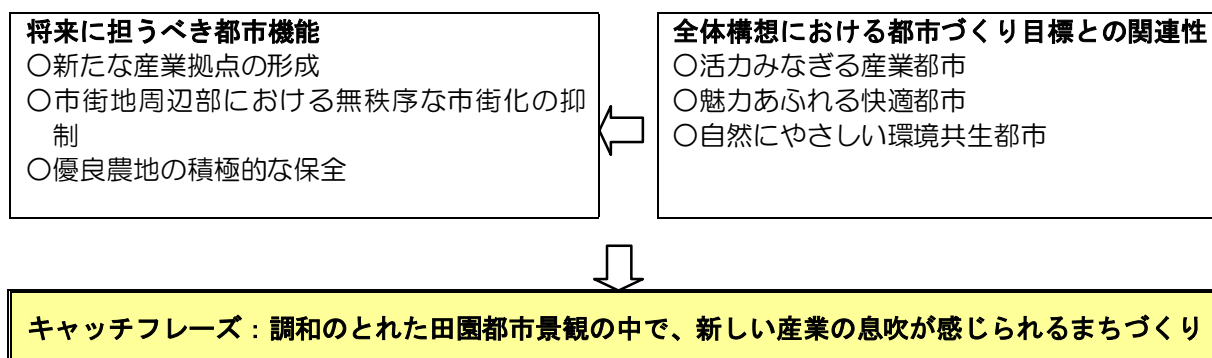 将来に担うべき都市機能
○新たな産業拠点の形成
○市街地周辺部における無秩序な市街化の抑
制
○優良農地の積極的な保全
全体構想における都市づくり目標との関連性
○活力みなぎる産業都市
○魅力あふれる快適都市
○自然にやさしい環境共生都市
キャッチフレーズ：調和のとれた田園都市景観の中で、新しい産業の息吹が感じられるまちづくり